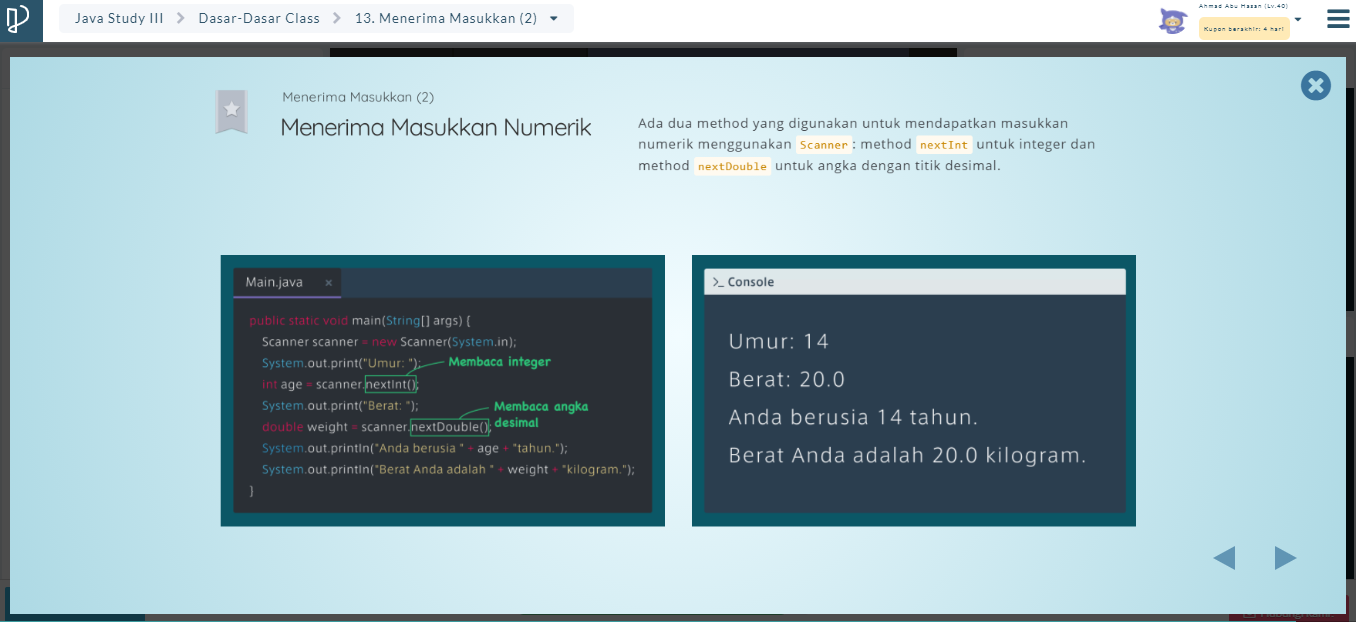 Java Study III
Dasar-Dasar Class
13. Menerima Masukkan (2)
Ahmad Abu Hasan (Lv.40)
Kupon berakhir: 4 hari
Menerima Masukkan (2)
Menerima Masukkan Numerik
Ada dua method yang digunakan untuk mendapatkan masukkan
numerik menggunakan Scanner: method nextInt untuk integer dan
method nextDouble untuk angka dengan titik desimal.
Main.java ×
public static void main(String[] args) {
Scanner scanner = new Scanner(System.in);
System.out.print("Umur: ");
Membaca integer
int age = scanner.nextInt();
System.out.print("Berat: ");
Membaca angka
desimal
double weight = scanner.nextDouble();
System.out.println("Anda berusia " + age + "tahun.");
System.out.println("Berat Anda adalah " + weight + "kilogram.");
}
>_ Console
Umur: 14
Berat: 20.0
Anda berusia 14 tahun.
Berat Anda adalah 20.0 kilogram.